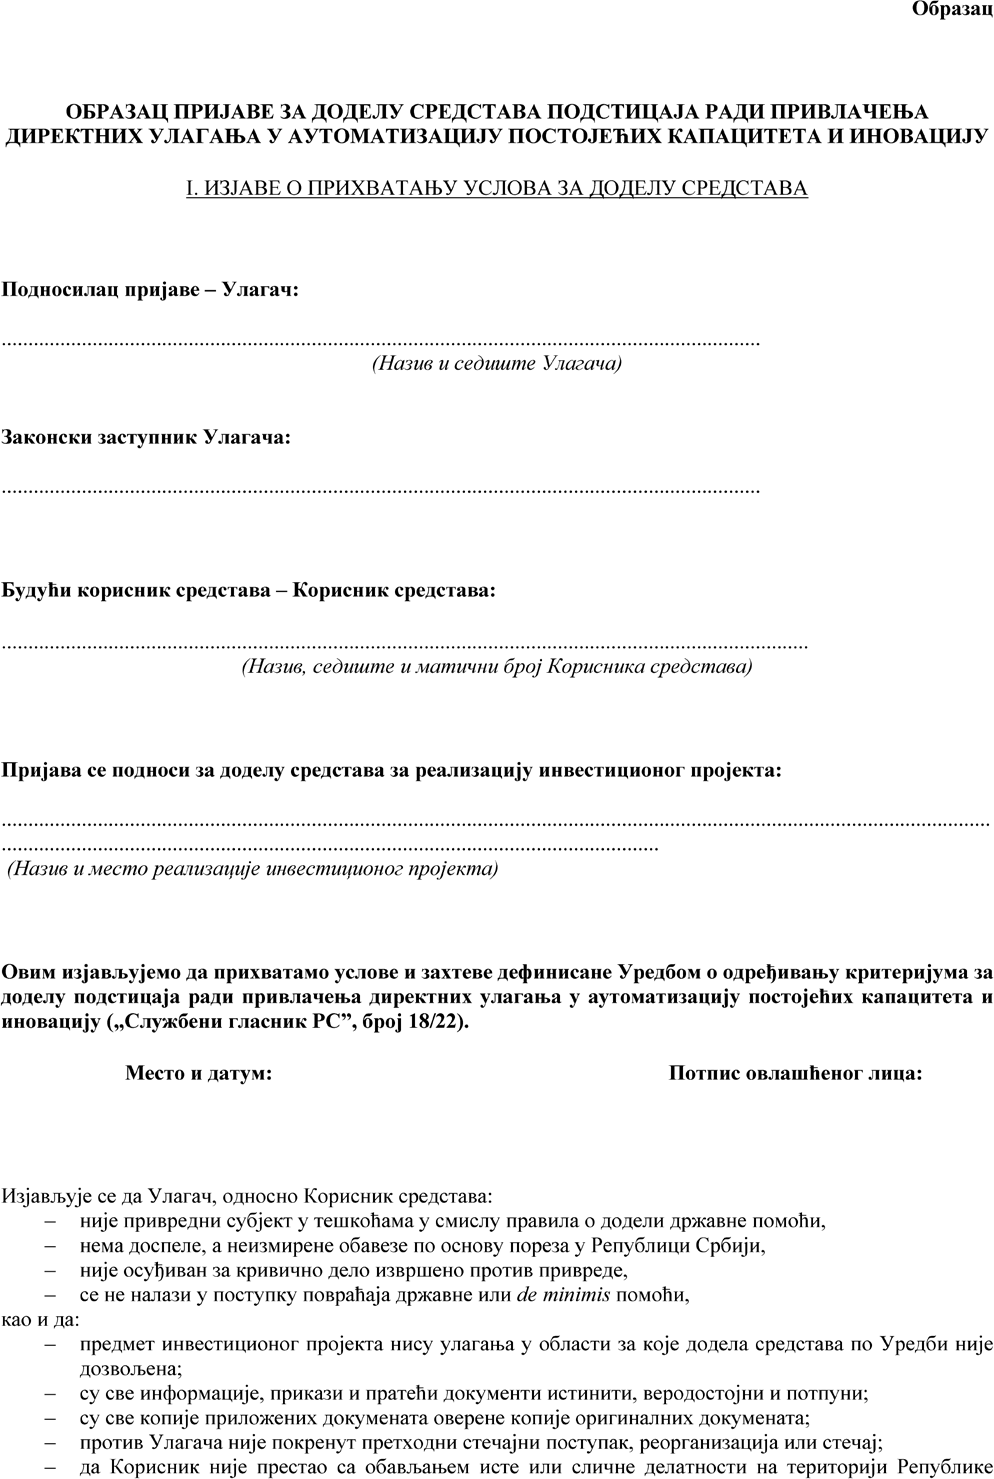 Образац
ОБРАЗАЦ ПРИЈАВЕ ЗА ДОДЕЛУ СРЕДСТАВА ПОДСТИЦАЈА РАДИ ПРИВЛАЧЕЊА
ДИРЕКТНИХ УЛАГАЊА У АУТОМАТИЗАЦИЈУ ПОСТОЈЕЋИХ КАПАЦИТЕТА И ИНОВАЦИЈУ
I. ИЗЈАВЕ О ПРИХВАТАЊУ УСЛОВА ЗА ДОДЕЛУ СРЕДСТАВА
Подносилац пријаве – Улагач:
.............................................................................................................................................
(Назив и седиште Улагача)
Законски заступник Улагача:
.............................................................................................................................................
Будући корисник средстава – Корисник средстава:
......................................................................................................................................................
(Назив, седиште и матични број Корисника средстава)
Пријава се подноси за доделу средстава за реализацију инвестиционог пројекта:
........................................................................................................................................................................................
..........................................................................................................................
(Назив и место реализације инвестиционог пројекта)
Овим изјављујемо да прихватамо услове и захтеве дефинисане Уредбом о одређивању критеријума за
доделу подстицаја ради привлачења директних улагања у аутоматизацију постојећих капацитета и
иновацију („Службени гласник РС”, број 18/22).
Место и датум: Потпис овлашћеног лица:
Изјављује се да Улагач, односно Корисник средстава:
– није привредни субјект у тешкоћама у смислу правила о додели државне помоћи,
– нема доспеле, а неизмирене обавезе по основу пореза у Републици Србији,
– није осуђиван за кривично дело извршено против привреде,
– се не налази у поступку повраћаја државне или de minimis помоћи,
као и да:
– предмет инвестиционог пројекта нису улагања у области за које додела средстава по Уредби није
дозвољена;
– су све информације, прикази и пратећи документи истинити, веродостојни и потпуни;
– су све копије приложених докумената оверене копије оригиналних докумената;
– против Улагача није покренут претходни стечајни поступак, реорганизација или стечај;
– да Корисник није престао са обављањем исте или сличне делатности на територији Републике